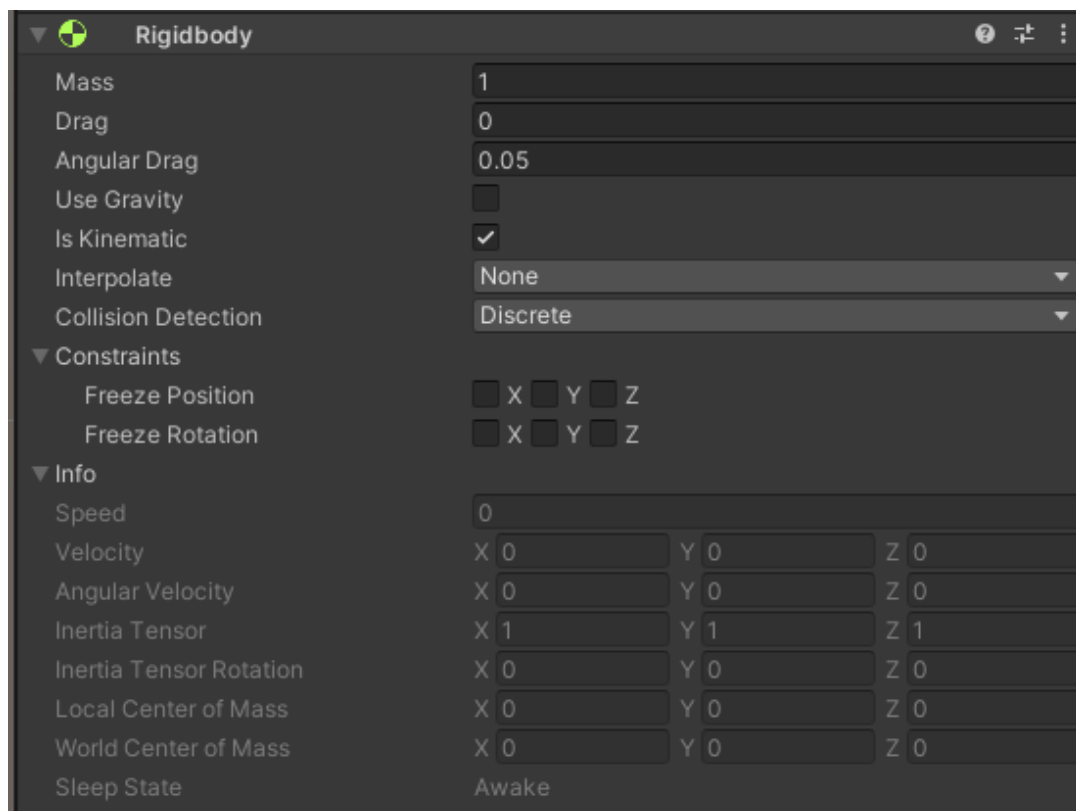 Rigidbody
Mass 1
Drag 0
Angular Drag 0.05
Use Gravity
Is Kinematic
Interpolate None
Collision Detection Discrete
Constraints
Freeze Position X Y Z
Freeze Rotation X Y Z
Info
Speed 0
Velocity X 0 Y 0 Z 0
Angular Velocity X 0 Y 0 Z 0
Inertia Tensor X 1 Y 1 Z 1
Inertia Tensor Rotation X 0 Y 0 Z 0
Local Center of Mass X 0 Y 0 Z 0
World Center of Mass X 0 Y 0 Z 0
Sleep State Awake